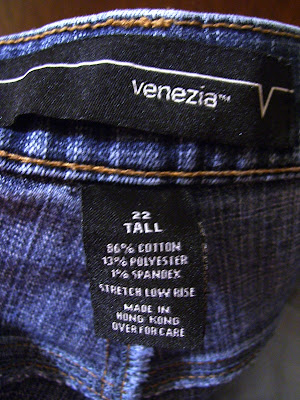 venezia™
22
TALL
86% COTTON
13% POLYESTER
1% SPANDEX
STRETCH LOW RISE
MADE IN
HONG KONG
OVER FOR CARE